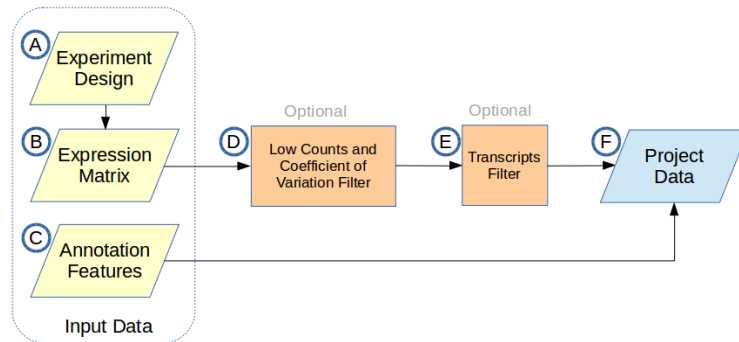 A
Experiment
Design
B
Expression
Matrix
C
Annotation
Features
Input Data
Optional
D
Low Counts and
Coefficient of
Variation Filter
Optional
E
Transcripts
Filter
F
Project
Data